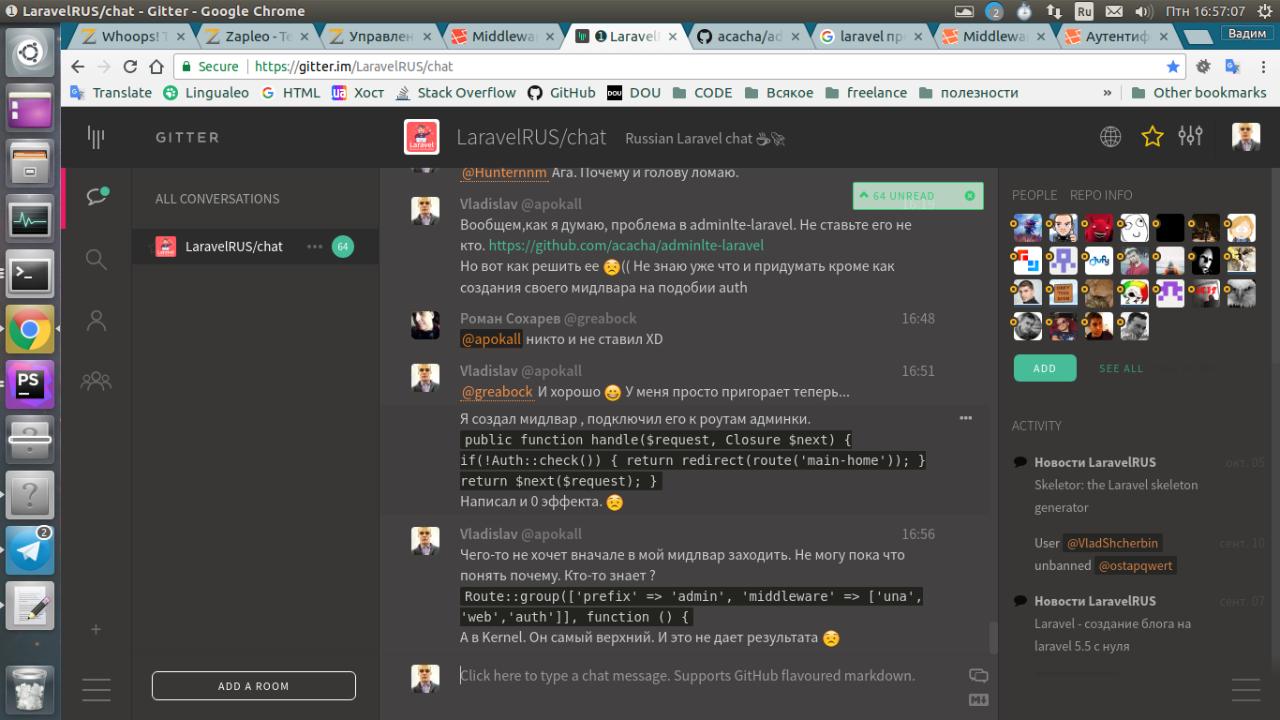 LaravelRUS/chat - Gitter - Google Chrome
2
Ru
Птн 16:57:07
Whoops! T
Zapleo - Те
Управлен
Middlewa
❶ Laravel
acacha/ad
laravel пр
Middlewa
Аутентиф
Вадим
Secure
https://gitter.im/LaravelRUS/chat
Translate
Lingualeo
HTML
Хост
Stack Overflow
GitHub
DOU
CODE
Всякое
freelance
полезности
»
Other bookmarks
GITTER
LaravelRUS/chat
Russian Laravel chat
ALL CONVERSATIONS
LaravelRUS/chat
64
ADD A ROOM
@Hunternnm Ага. Почему и голову ломаю.
64 UNREAD
Vladislav @apokall
Вообщем,как я думаю, проблема в adminlte-laravel. Не ставьте его не
кто. https://github.com/acacha/adminlte-laravel
Но вот как решить ее 😟(( Не знаю уже что и придумать кроме как
создания своего мидлвара на подобии auth
Роман Сохарев @greabock 16:48
@apokall никто и не ставил XD
Vladislav @apokall 16:51
@greabock И хорошо 😀 У меня просто пригорает теперь...
Я создал мидлвар , подключил его к роутам админки.
public function handle($request, Closure $next) {
if(!Auth::check()) { return redirect(route('main-home')); }
return $next($request); }
Написал и 0 эффекта. 😟
Vladislav @apokall 16:56
Чего-то не хочет вначале в мой мидлвар заходить. Не могу пока что
понять почему. Кто-то знает ?
Route::group(['prefix' => 'admin', 'middleware' => ['una',
'web','auth']], function () {
А в Kernel. Он самый верхний. И это не дает результата 😟
Click here to type a chat message. Supports GitHub flavoured markdown.
PEOPLE
REPO INFO
ADD
SEE ALL
ACTIVITY
Новости LaravelRUS окт. 05
Skeletor: the Laravel skeleton
generator
User @VladShcherbin сент. 10
unbanned @ostapqwert
Новости LaravelRUS сент. 07
Laravel - создание блога на
laravel 5.5 с нуля
PS
2